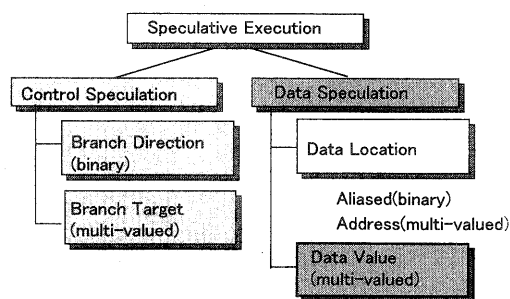 Speculative Execution
Control Speculation
Branch Direction
(binary)
Branch Target
(multi-valued)
Data Speculation
Data Location
Aliased(binary)
Address(multi-valued)
Data Value
(multi-valued)